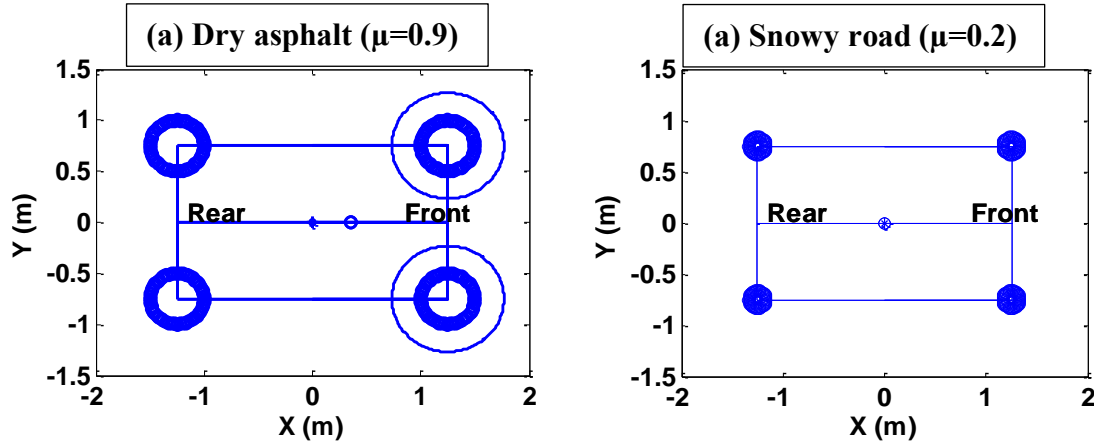 (a) Dry asphalt (μ=0.9)
1.5
1
0.5
0
-0.5
-1
-1.5
Y (m)
Rear
Front
-2
-1
0
1
2
X (m)
(a) Snowy road (μ=0.2)
1.5
1
0.5
0
-0.5
-1
-1.5
Y (m)
Rear
Front
-2
-1
0
1
2
X (m)